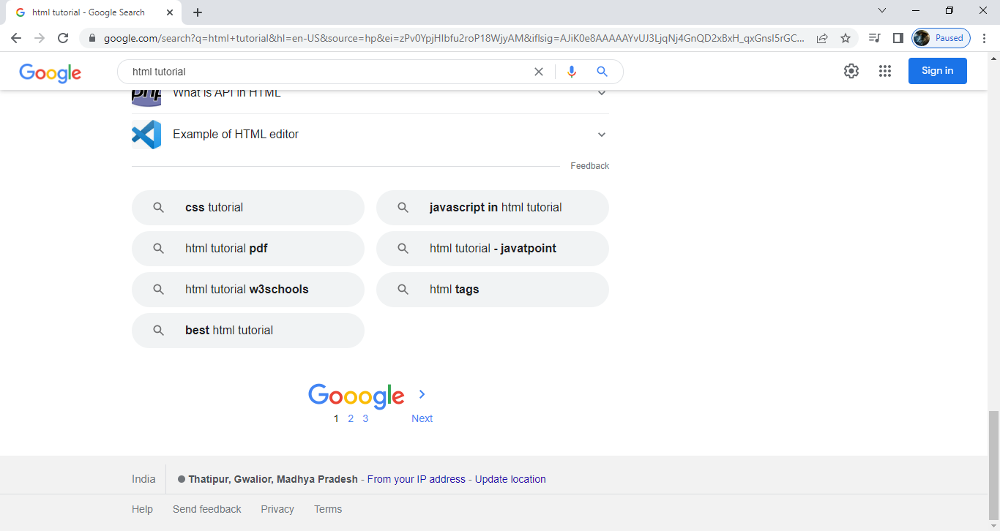 html tutorial - Google Search
google.com/search?q=html+tutorial&hl=en-US&source=hp&ei=zPv0YpjHIbfu2roP18WjyAM&iflsig=AJiK0e8AAAAAYvUJ3LjqNj4GnQD2xBxH_qxGnsI5rGC...
Paused
Google
html tutorial
Sign in
php
What is API in HTML
Example of HTML editor
Feedback
css tutorial
javascript in html tutorial
html tutorial pdf
html tutorial - javatpoint
html tutorial w3schools
html tags
best html tutorial
Gooogle >
1 2 3 Next
India
Thatipur, Gwalior, Madhya Pradesh - From your IP address - Update location
Help Send feedback Privacy Terms